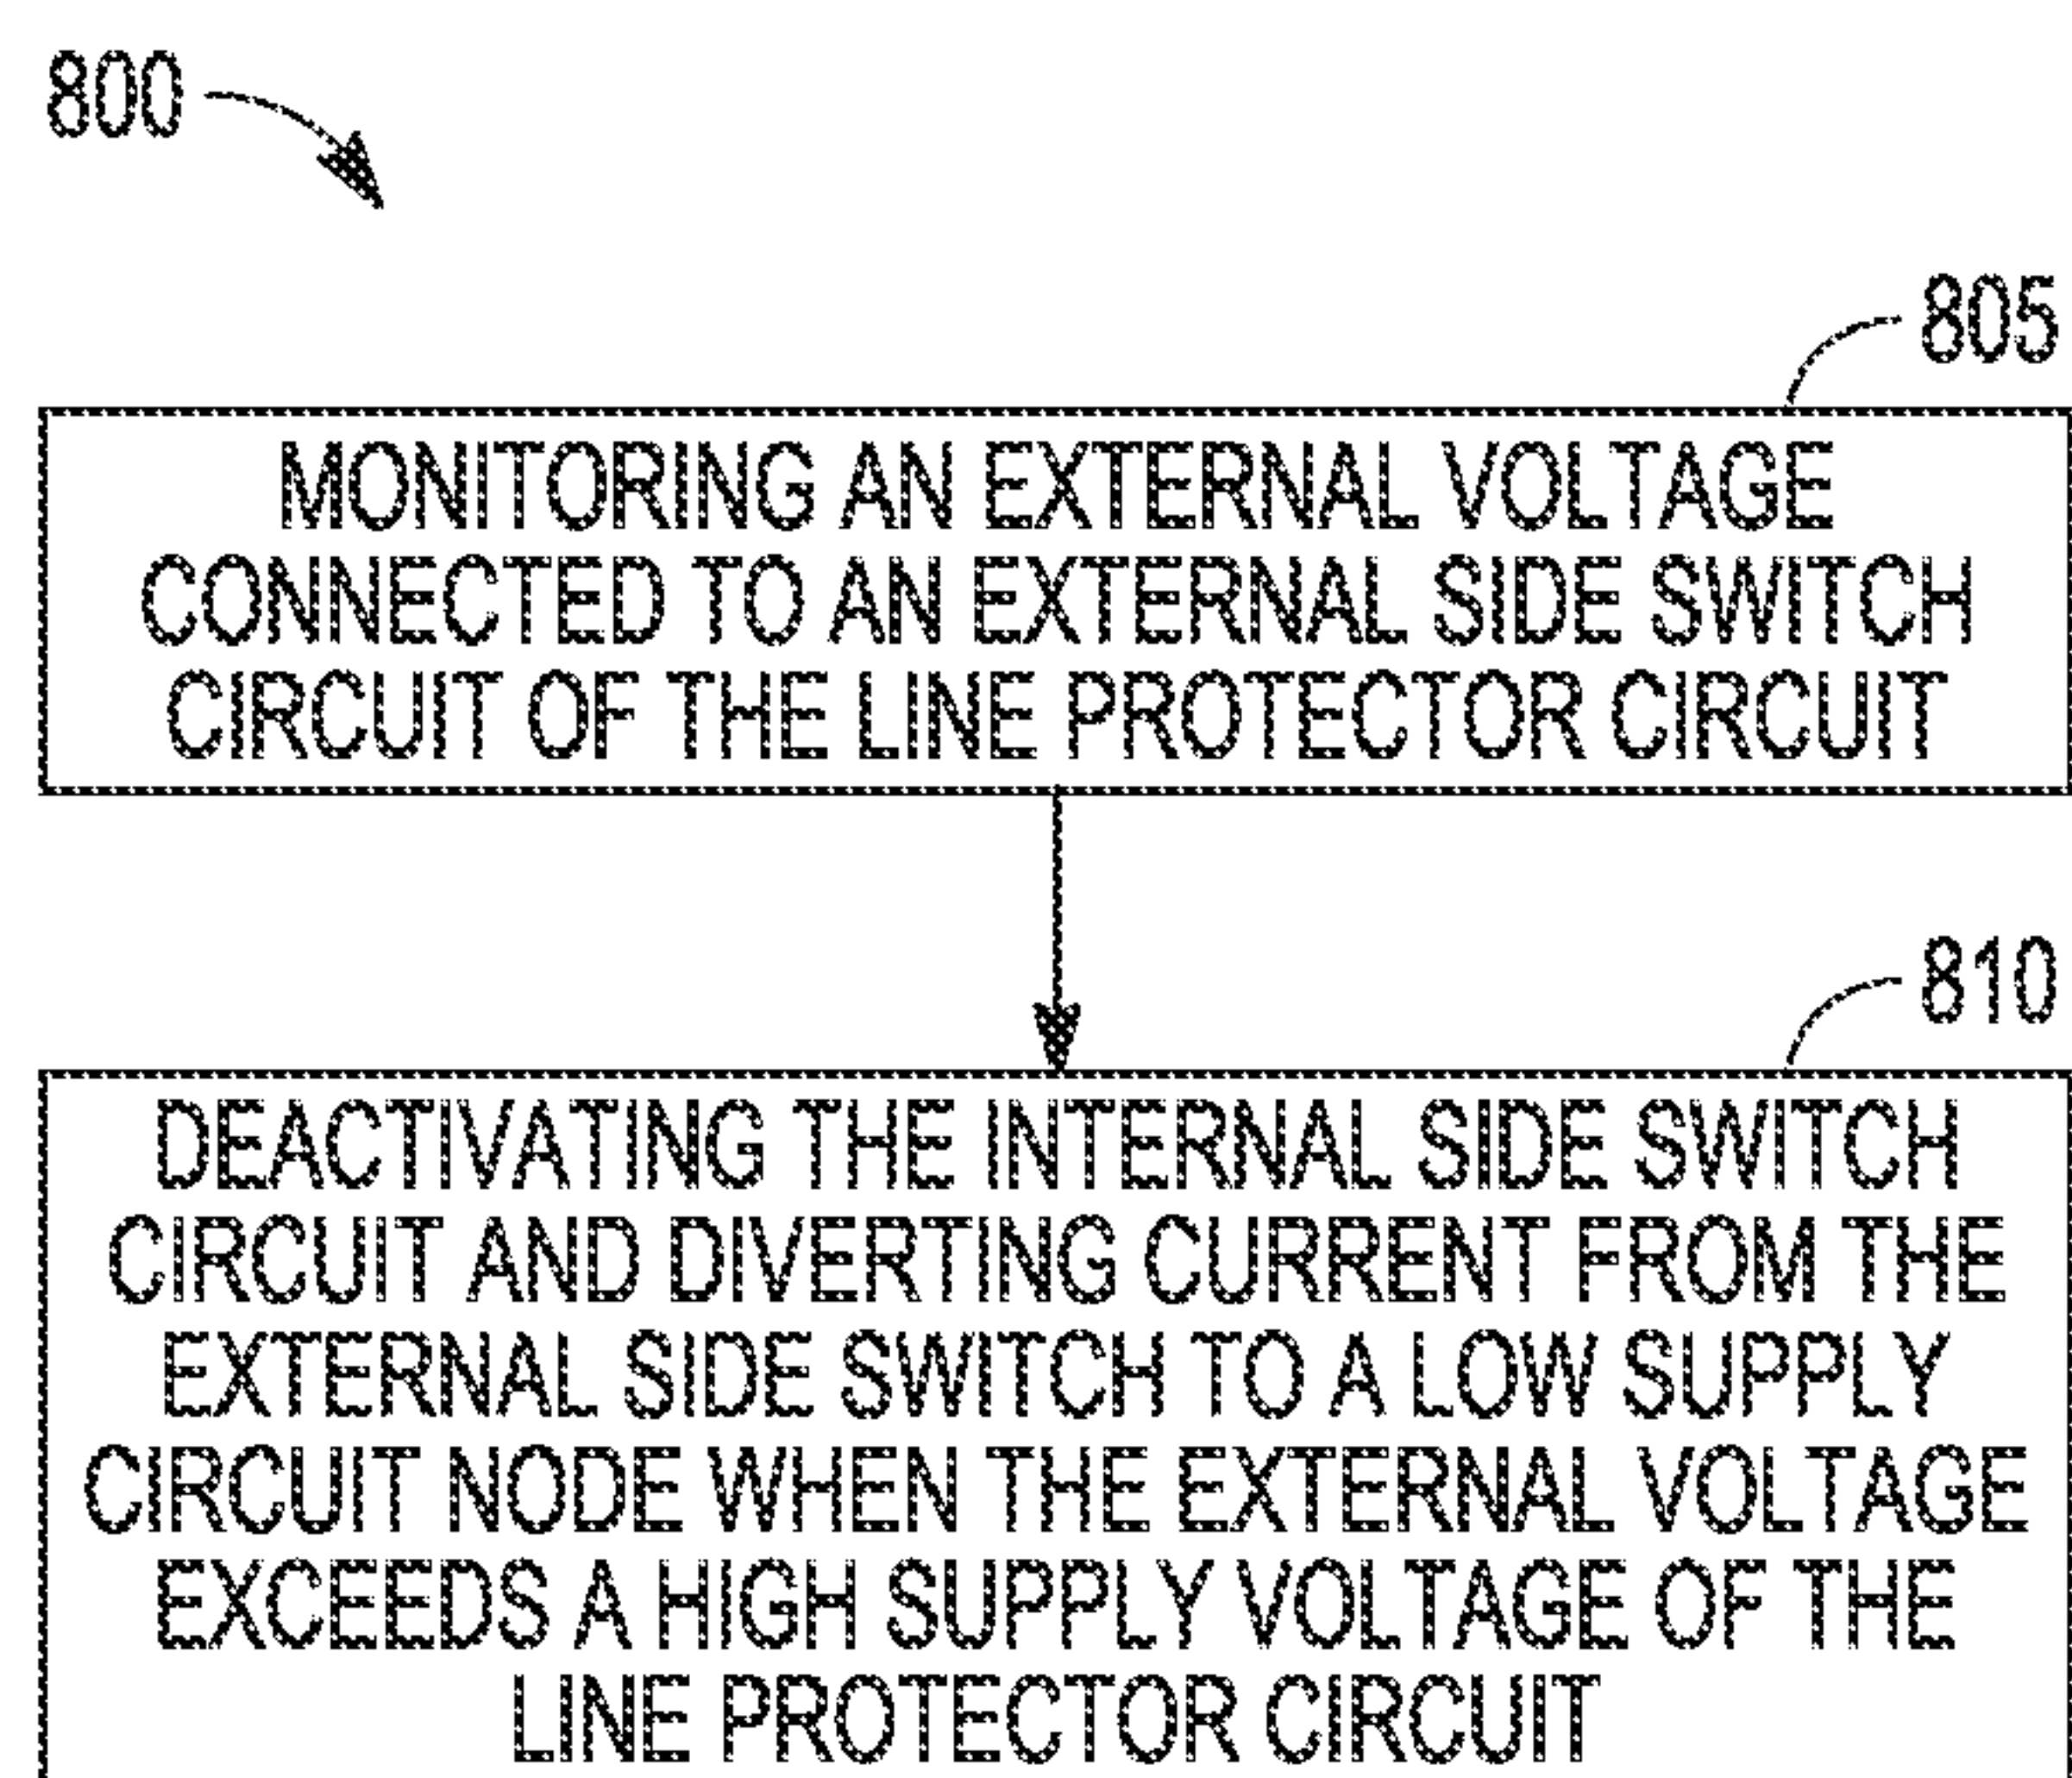 800
805
MONITORING AN EXTERNAL VOLTAGE
CONNECTED TO AN EXTERNAL SIDE SWITCH
CIRCUIT OF THE LINE PROTECTOR CIRCUIT
810
DEACTIVATING THE INTERNAL SIDE SWITCH
CIRCUIT AND DIVERTING CURRENT FROM THE
EXTERNAL SIDE SWITCH TO A LOW SUPPLY
CIRCUIT NODE WHEN THE EXTERNAL VOLTAGE
EXCEEDS A HIGH SUPPLY VOLTAGE OF THE
LINE PROTECTOR CIRCUIT